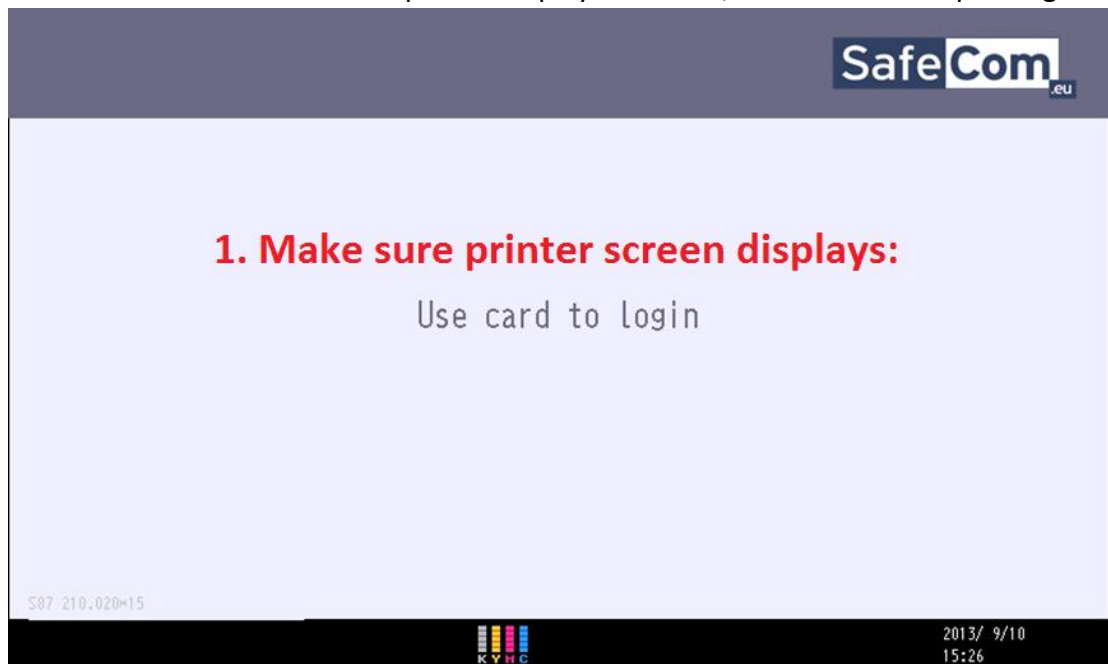 SafeCom
.eu
1. Make sure printer screen displays:
Use card to login
S87 210.020*15
K Y M C
2013/ 9/10
15:26